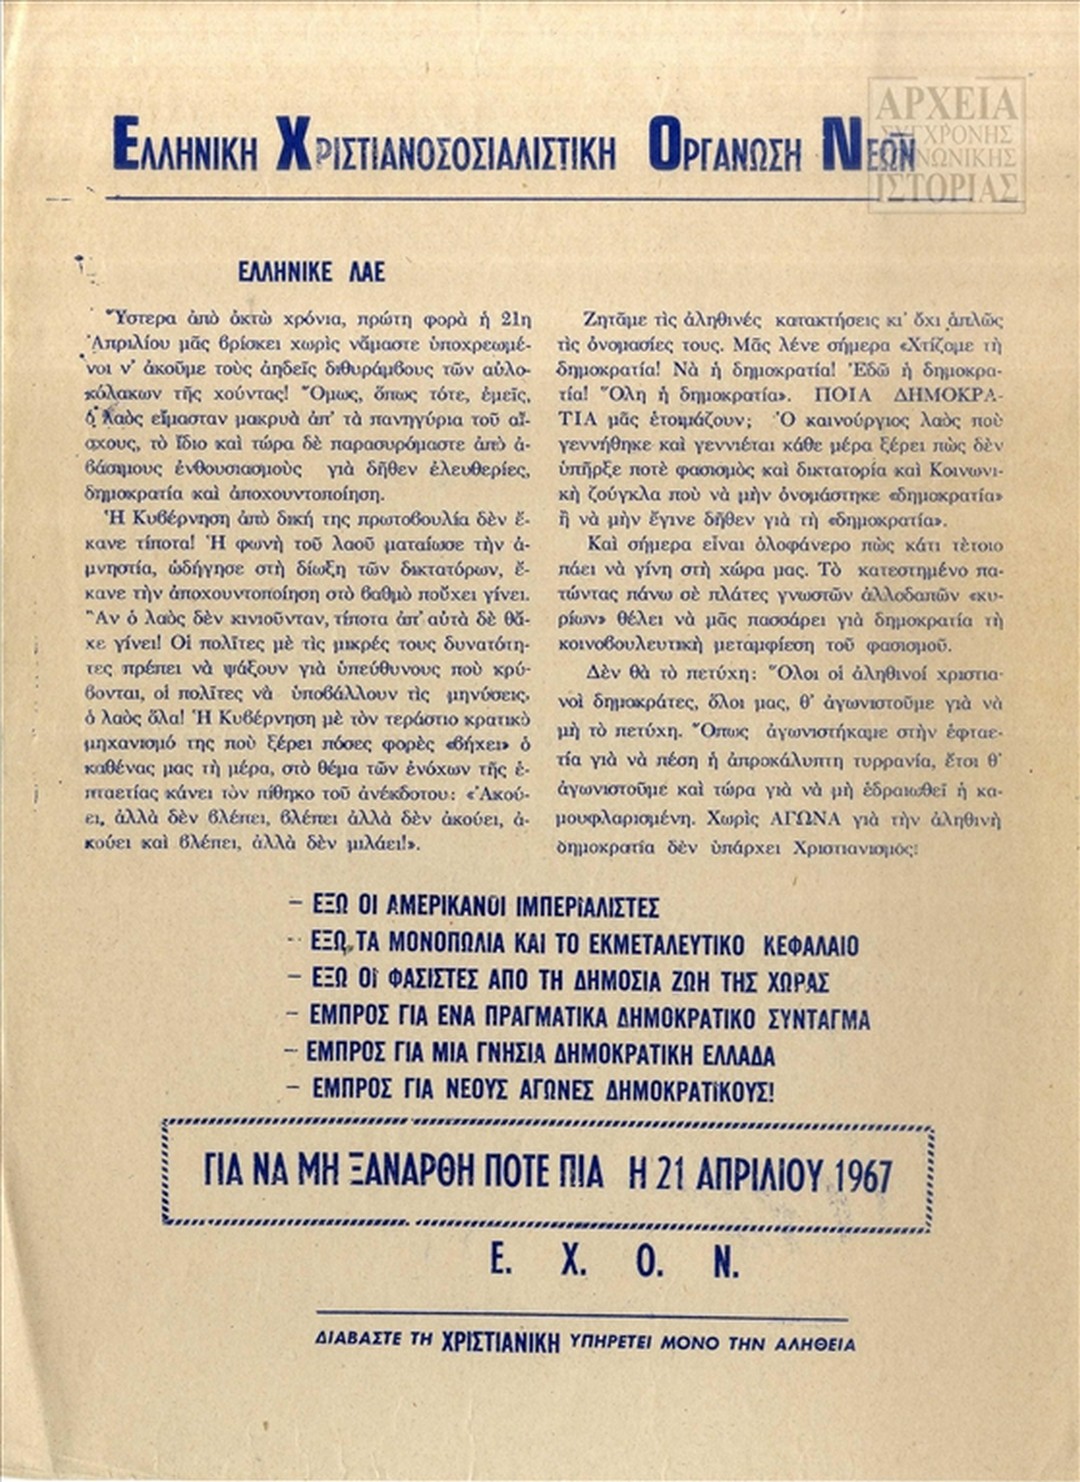 ΑΡΧΕΙΑ
ΣΥΓΧΡΟΝΗΣ
ΚΟΙΝΩΝΙΚΗΣ
ΙΣΤΟΡΙΑΣ
ΕΛΛΗΝΙΚΗ ΧΡΙΣΤΙΑΝΟΣΟΣΙΑΛΙΣΤΙΚΗ ΟΡΓΑΝΩΣΗ ΝΕΩΝ
ΕΛΛΗΝΙΚΕ ΛΑΕ
Ὕστερα ἀπὸ ὀκτὼ χρόνια, πρώτη φορὰ ἡ 21η
Ἀπριλίου μᾶς βρίσκει χωρὶς νἄμαστε ὑποχρεωμέ-
νοι ν' ἀκοῦμε τοὺς ἀηδεῖς διθυράμβους τῶν αὐλο-
κόλακων τῆς χούντας! Ὅμως, ὅπως τότε, ἐμεῖς,
ὁ λαὸς εἴμασταν μακρυὰ ἀπ' τὰ πανηγύρια τοῦ αἴ-
σχους, τὸ ἴδιο καὶ τώρα δὲ παρασυρόμαστε ἀπὸ ἀ-
βάσιμους ἐνθουσιασμοὺς γιὰ δῆθεν ἐλευθερίες,
δημοκρατία καὶ ἀποχουντοποίηση.
Ἡ Κυβέρνηση ἀπὸ δική της πρωτοβουλία δὲν ἔ-
κανε τίποτα! Ἡ φωνὴ τοῦ λαοῦ ματαίωσε τὴν ἀ-
μνηστία, ὡδήγησε στὴ δίωξη τῶν δικτατόρων, ἔ-
κανε τὴν ἀποχουντοποίηση στὸ βαθμὸ ποὔχει γίνει.
Ἂν ὁ λαὸς δὲν κινιοῦνταν, τίποτα ἀπ' αὐτὰ δὲ θἄ-
χε γίνει! Οἱ πολῖτες μὲ τὶς μικρές τους δυνατότη-
τες πρέπει νὰ ψάξουν γιὰ ὑπεύθυνους ποὺ κρύ-
βονται, οἱ πολῖτες νὰ ὑποβάλλουν τὶς μηνύσεις,
ὁ λαὸς ὅλα! Ἡ Κυβέρνηση μὲ τὸν τεράστιο κρατικὸ
μηχανισμό της ποὺ ξέρει πόσες φορὲς «βήχει» ὁ
καθένας μας τὴ μέρα, στὸ θέμα τῶν ἐνόχων τῆς ἑ-
πταετίας κάνει τὸν πίθηκο τοῦ ἀνέκδοτου: «Ἀκού-
ει, ἀλλὰ δὲν βλέπει, βλέπει ἀλλὰ δὲν ἀκούει, ἀ-
κούει καὶ βλέπει, ἀλλὰ δὲν μιλάει!».
Ζητᾶμε τὶς ἀληθινές κατακτήσεις κι' ὄχι ἁπλῶς
τὶς ὀνομασίες τους. Μᾶς λένε σήμερα «Χτίζομε τὴ
δημοκρατία! Νὰ ἡ δημοκρατία! Ἐδῶ ἡ δημοκρα-
τία! Ὅλη ἡ δημοκρατία». ΠΟΙΑ ΔΗΜΟΚΡΑ-
ΤΙΑ μᾶς ἑτοιμάζουν; Ὁ καινούργιος λαὸς ποὺ
γεννήθηκε καὶ γεννιέται κάθε μέρα ξέρει πὼς δὲν
ὑπῆρξε ποτὲ φασισμὸς καὶ δικτατορία καὶ Κοινωνι-
κὴ ζούγκλα ποὺ νὰ μὴν ὀνομάστηκε «δημοκρατία»
ἢ νὰ μὴν ἔγινε δῆθεν γιὰ τὴ «δημοκρατία».
Καὶ σήμερα εἶναι ὁλοφάνερο πὼς κάτι τέτοιο
πάει νὰ γίνη στὴ χώρα μας. Τὸ κατεστημένο πα-
τώντας πάνω σὲ πλάτες γνωστῶν ἀλλοδαπῶν «κυ-
ρίων» θέλει νὰ μᾶς πασσάρει γιὰ δημοκρατία τὴ
κοινοβουλευτικὴ μεταμφίεση τοῦ φασισμοῦ.
Δὲν θὰ τὸ πετύχη: Ὅλοι οἱ ἀληθινοί χριστια-
νοὶ δημοκράτες, ὅλοι μας, θ' ἀγωνιστοῦμε γιὰ νὰ
μὴ τὸ πετύχη. Ὅπως ἀγωνιστήκαμε στὴν ἑφταε-
τία γιὰ νὰ πέση ἡ ἀπροκάλυπτη τυρρανία, ἔτσι θ'
ἀγωνιστοῦμε καὶ τώρα γιὰ νὰ μὴ ἑδραιωθεῖ ἡ κα-
μουφλαρισμένη. Χωρὶς ΑΓΩΝΑ γιὰ τὴν ἀληθινὴ
δημοκρατία δὲν ὑπάρχει Χριστιανισμός!
– ΕΞΩ ΟΙ ΑΜΕΡΙΚΑΝΟΙ ΙΜΠΕΡΙΑΛΙΣΤΕΣ
– ΕΞΩ ΤΑ ΜΟΝΟΠΩΛΙΑ ΚΑΙ ΤΟ ΕΚΜΕΤΑΛΕΥΤΙΚΟ ΚΕΦΑΛΑΙΟ
– ΕΞΩ ΟΙ ΦΑΣΙΣΤΕΣ ΑΠΟ ΤΗ ΔΗΜΟΣΙΑ ΖΩΗ ΤΗΣ ΧΩΡΑΣ
– ΕΜΠΡΟΣ ΓΙΑ ΕΝΑ ΠΡΑΓΜΑΤΙΚΑ ΔΗΜΟΚΡΑΤΙΚΟ ΣΥΝΤΑΓΜΑ
– ΕΜΠΡΟΣ ΓΙΑ ΜΙΑ ΓΝΗΣΙΑ ΔΗΜΟΚΡΑΤΙΚΗ ΕΛΛΑΔΑ
– ΕΜΠΡΟΣ ΓΙΑ ΝΕΟΥΣ ΑΓΩΝΕΣ ΔΗΜΟΚΡΑΤΙΚΟΥΣ!
ΓΙΑ ΝΑ ΜΗ ΞΑΝΑΡΘΗ ΠΟΤΕ ΠΙΑ Η 21 ΑΠΡΙΛΙΟΥ 1967
Ε. Χ. Ο. Ν.
ΔΙΑΒΑΣΤΕ ΤΗ ΧΡΙΣΤΙΑΝΙΚΗ ΥΠΗΡΕΤΕΙ ΜΟΝΟ ΤΗΝ ΑΛΗΘΕΙΑ